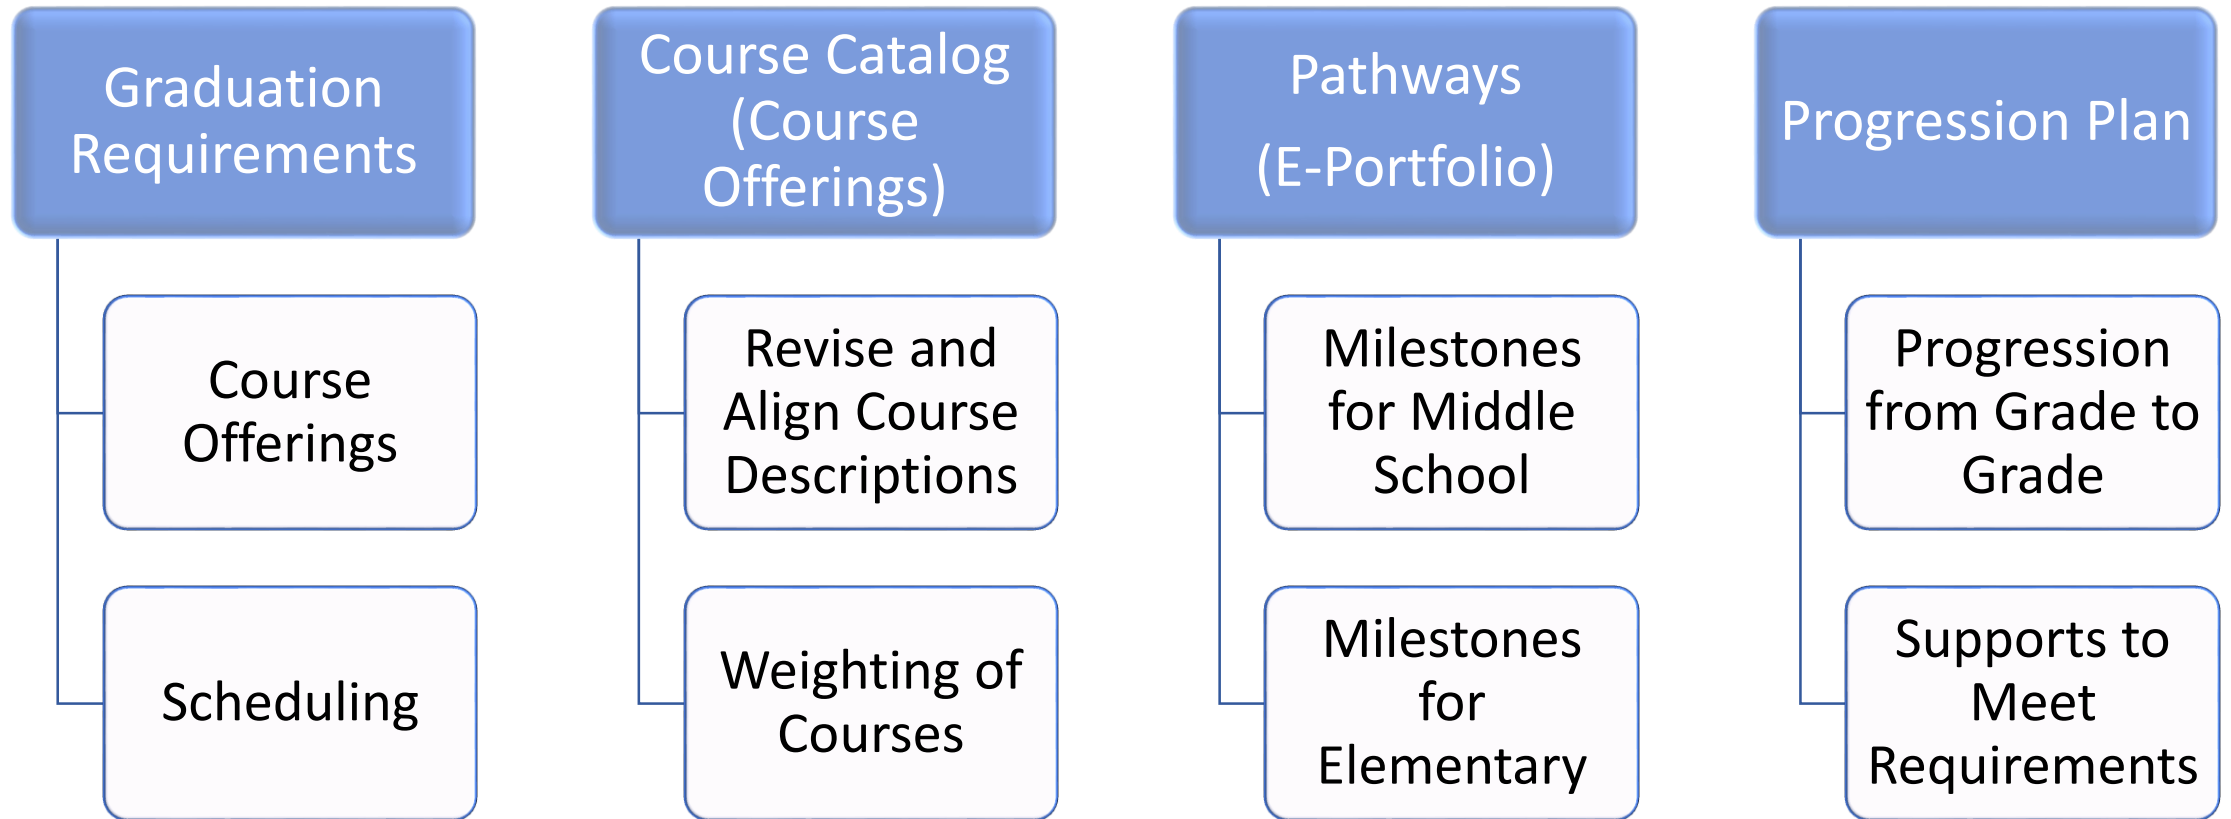 Graduation
Requirements
Course
Offerings
Scheduling
Course Catalog
(Course
Offerings)
Revise and
Align Course
Descriptions
Weighting of
Courses
Pathways
(E-Portfolio)
Milestones
for Middle
School
Milestones
for
Elementary
Progression Plan
Progression
from Grade to
Grade
Supports to
Meet
Requirements